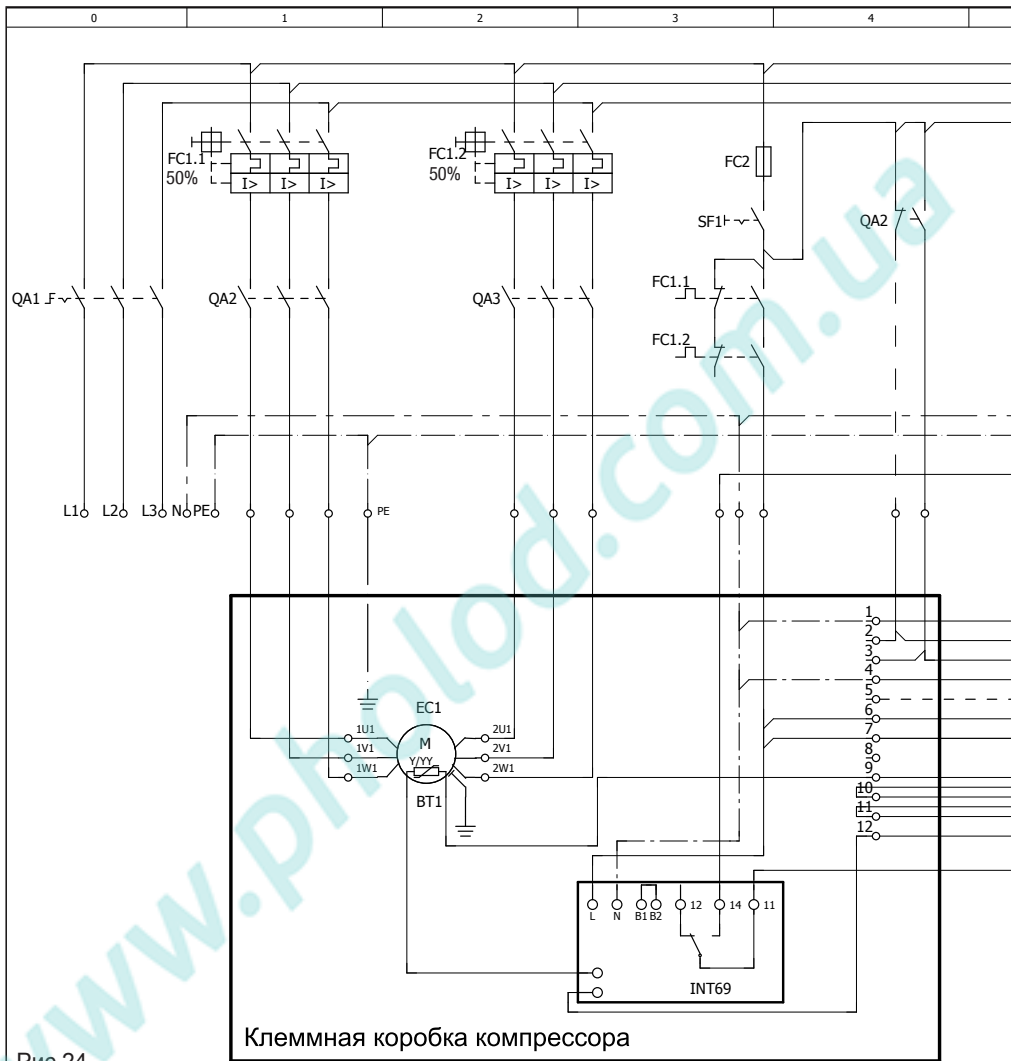 0 1 2 3 4
FC1.1
50%
I> I> I>
FC1.2
50%
I> I> I>
FC2
SF1
QA2
QA1
QA2
QA3
FC1.1
FC1.2
L1 L2 L3 N PE
PE
1
2
3
4
5
6
7
8
9
10
11
12
EC1
1U1
1V1
1W1
M
Y/YY
2U1
2V1
2W1
BT1
L N B1 B2 12 14 11
INT69
Клеммная коробка компрессора
Рис 24
www.pholod.com.ua